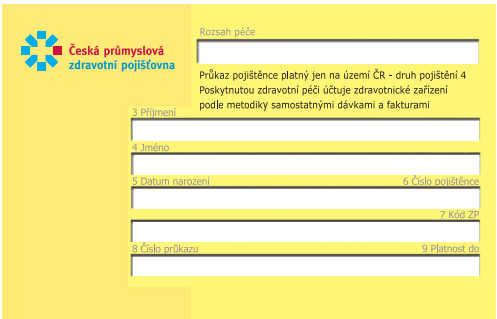 Rozsah péče
Česká průmyslová
zdravotní pojišťovna
Průkaz pojištěnce platný jen na území ČR - druh pojištění 4
Poskytnutou zdravotní péči účtuje zdravotnické zařízení
podle metodiky samostatnými dávkami a fakturami
3 Příjmení
4 Jméno
5 Datum narození 6 Číslo pojištěnce
7 Kód ZP
8 Číslo průkazu 9 Platnost do